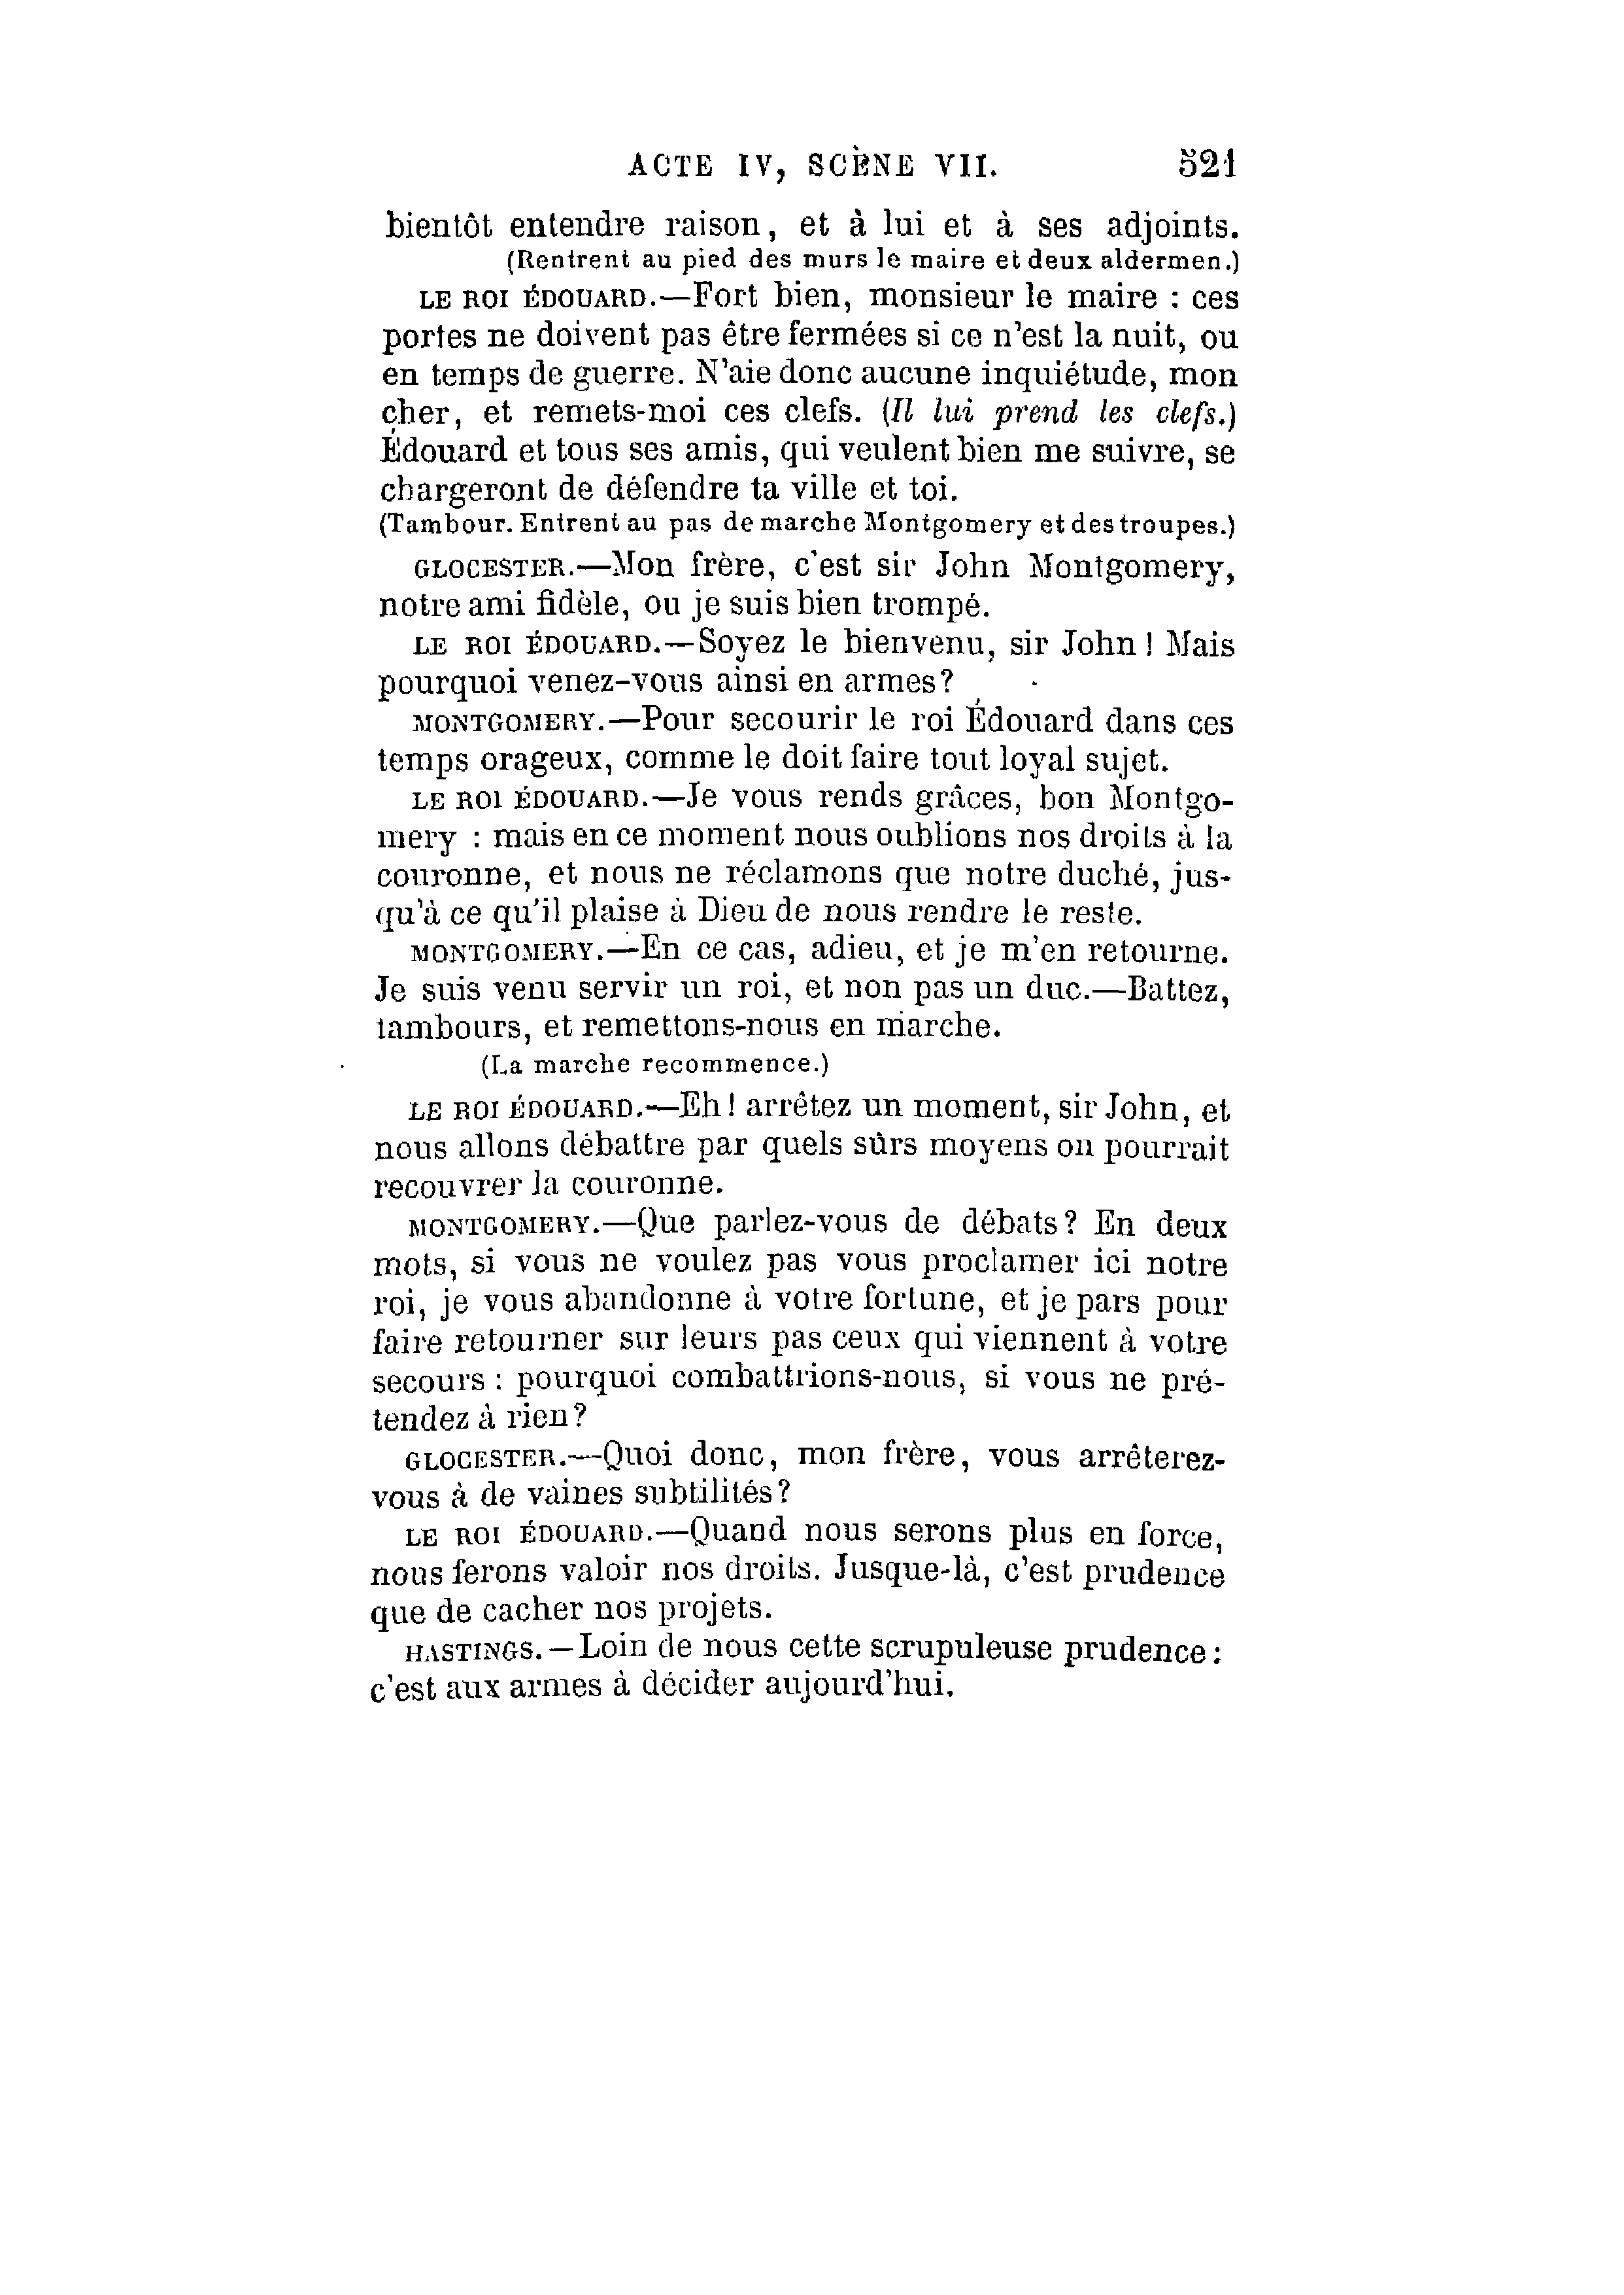 ACTE IV, SCÈNE VII. 521
bientôt entendre raison, et à lui et à ses adjoints.
(Rentrent au pied des murs le maire et deux aldermen.)
LE ROI ÉDOUARD.—Fort bien, monsieur le maire : ces
portes ne doivent pas être fermées si ce n'est la nuit, ou
en temps de guerre. N'aie donc aucune inquiétude, mon
cher, et remets-moi ces clefs. (Il lui prend les clefs.)
Édouard et tous ses amis, qui veulent bien me suivre, se
chargeront de défendre ta ville et toi.
(Tambour. Entrent au pas de marche Montgomery et des troupes.)
GLOCESTER.—Mon frère, c'est sir John Montgomery,
notre ami fidèle, ou je suis bien trompé.
LE ROI ÉDOUARD.—Soyez le bienvenu, sir John ! Mais
pourquoi venez-vous ainsi en armes?
MONTGOMERY.—Pour secourir le roi Édouard dans ces
temps orageux, comme le doit faire tout loyal sujet.
LE ROI ÉDOUARD.—Je vous rends grâces, bon Montgo-
mery : mais en ce moment nous oublions nos droits à la
couronne, et nous ne réclamons que notre duché, jus-
qu'à ce qu'il plaise à Dieu de nous rendre le reste.
MONTGOMERY.—En ce cas, adieu, et je m'en retourne.
Je suis venu servir un roi, et non pas un duc.—Battez,
tambours, et remettons-nous en marche.
(La marche recommence.)
LE ROI ÉDOUARD.—Eh! arrêtez un moment, sir John, et
nous allons débattre par quels sûrs moyens on pourrait
recouvrer la couronne.
MONTGOMERY.—Que parlez-vous de débats? En deux
mots, si vous ne voulez pas vous proclamer ici notre
roi, je vous abandonne à votre fortune, et je pars pour
faire retourner sur leurs pas ceux qui viennent à votre
secours : pourquoi combattrions-nous, si vous ne pré-
tendez à rien?
GLOCESTER.—Quoi donc, mon frère, vous arrêterez-
vous à de vaines subtilités?
LE ROI ÉDOUARD.—Quand nous serons plus en force,
nous ferons valoir nos droits. Jusque-là, c'est prudence
que de cacher nos projets.
HASTINGS.—Loin de nous cette scrupuleuse prudence:
c'est aux armes à décider aujourd'hui.